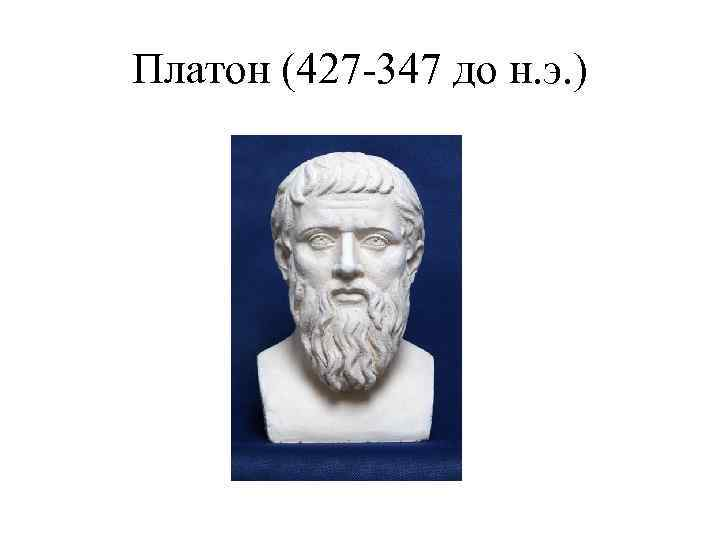 Платон (427 -347 до н. э. )